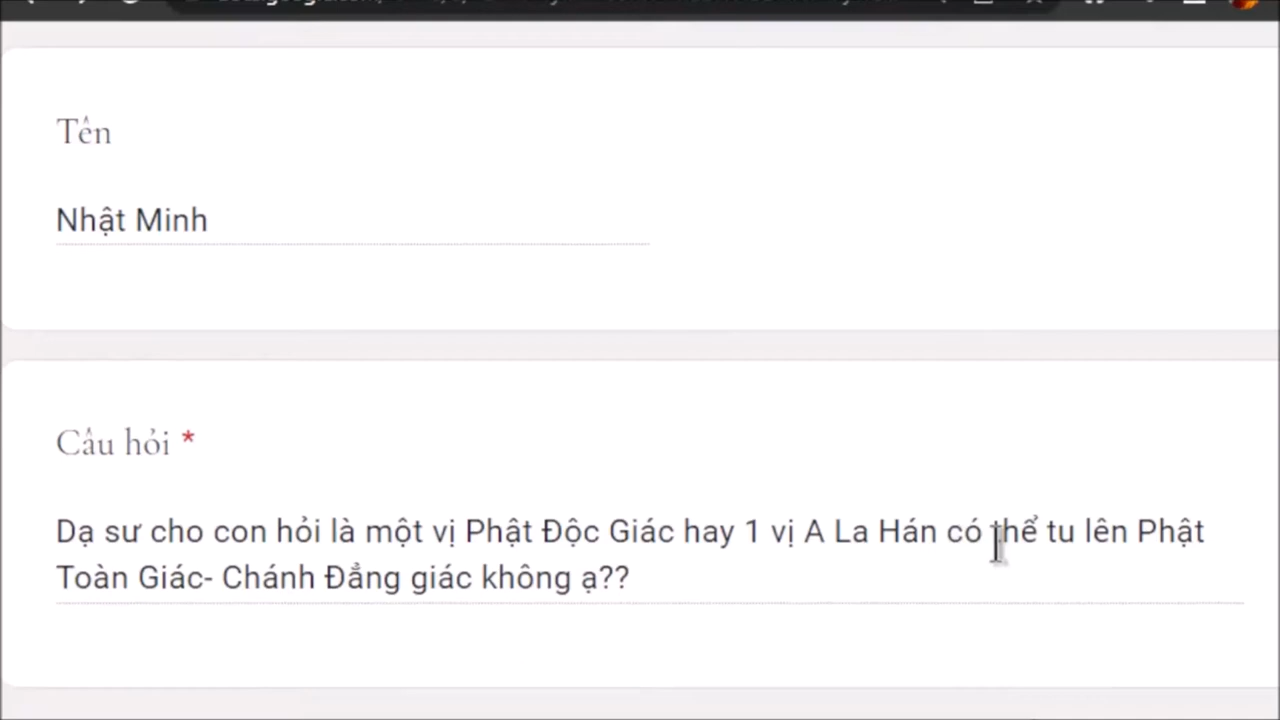 Tên
Nhật Minh
Câu hỏi *
Dạ sư cho con hỏi là một vị Phật Độc Giác hay 1 vị A La Hán có thể tu lên Phật
Toàn Giác- Chánh Đẳng giác không ạ??